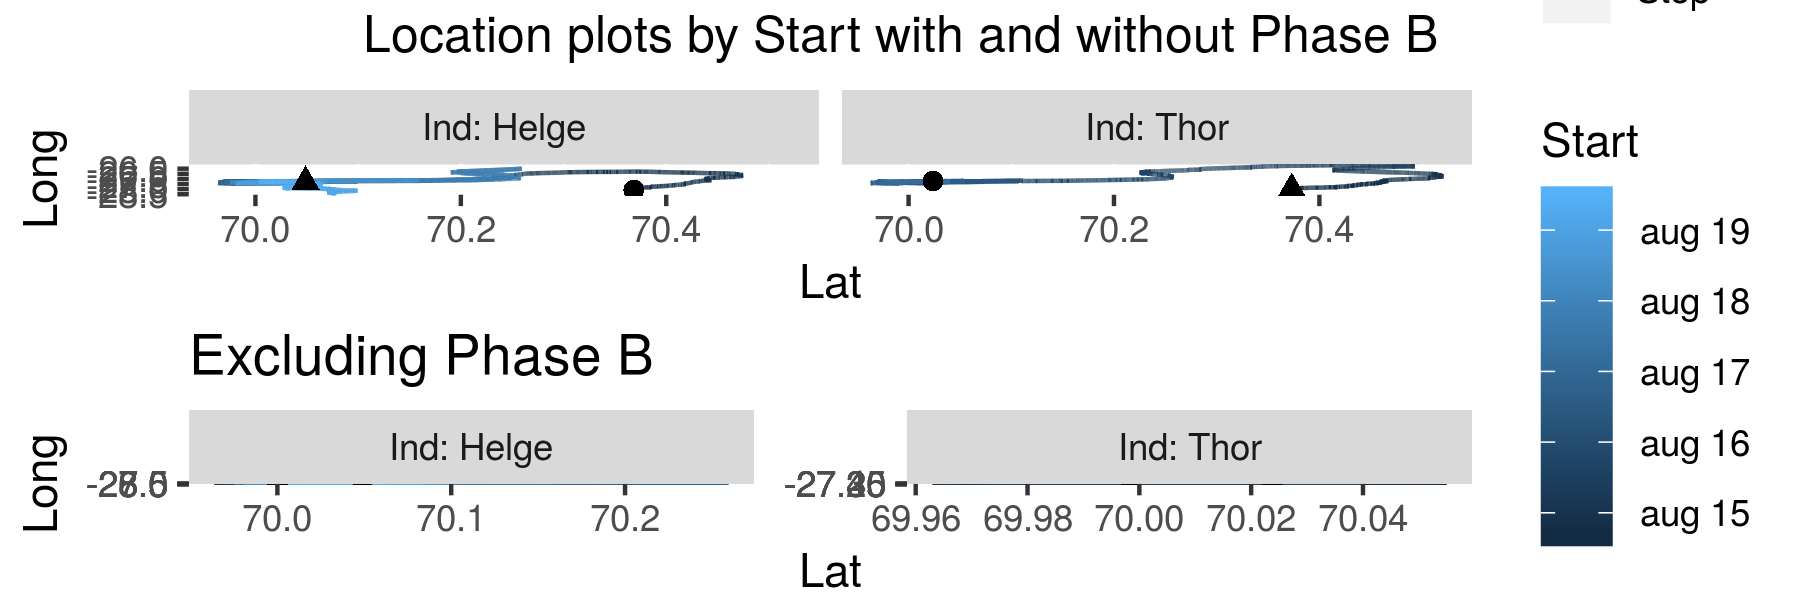 Location plots by Start with and without Phase B
Ind: Helge
Ind: Thor
Long
70.0 70.2 70.4
70.0 70.2 70.4
Lat
Excluding Phase B
Ind: Helge
Ind: Thor
Long
70.0 70.1 70.2
69.96 69.98 70.00 70.02 70.04
Lat
Start
aug 19
aug 18
aug 17
aug 16
aug 15